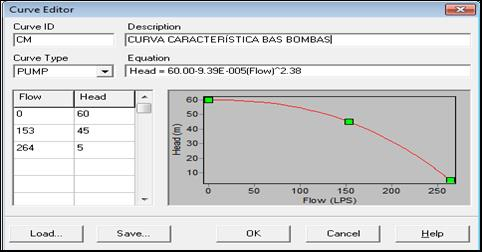 Curve Editor
Curve ID
Description
CM
CURVA CARACTERÍSTICA BAS BOMBAS
Curve Type
Equation
PUMP
Head = 60.00-9.39E-005(Flow)^2.38
Flow Head
0 60
153 45
264 5
Head (m)
60
50
40
30
20
10
0 50 100 150 200 250
Flow (LPS)
Load... Save... OK Cancel Help